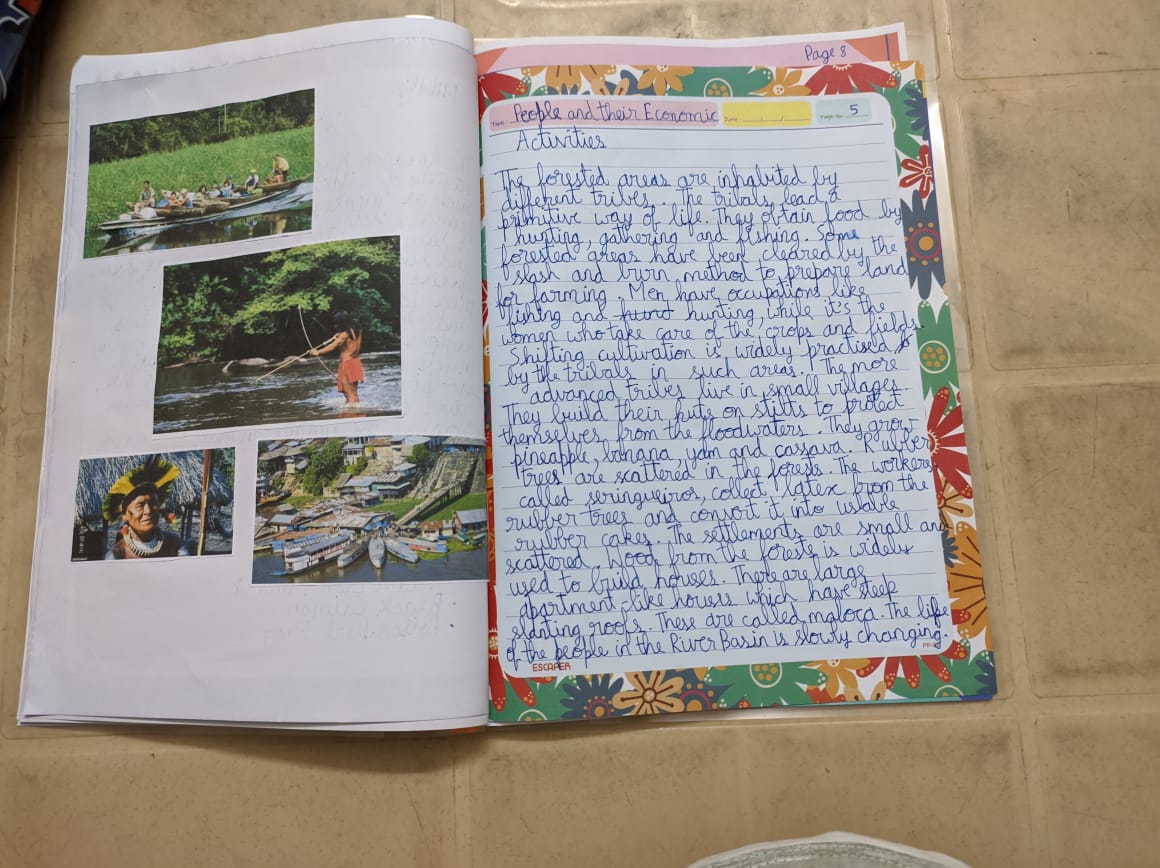 Page 8
Topic: People and their Economic
Date:
Page No. 5
Activities
The forested areas are inhabited by
different tribes. The tribals lead a
primitive way of life. They obtain food by
hunting, gathering and fishing. Some
forested areas have been cleared by the
slash and burn method to prepare land
for farming. Men have occupations like
fishing and hunt hunting, while it's the
women who take care of the crops and fields.
Shifting cultivation is widely practised
by the tribals in such areas. The more
advanced tribes live in small villages.
They build their huts on stilts to protect
themselves from the floodwaters. They grow
pineapple, banana, yam and cassava. Rubber
trees are scattered in the forests. The workers
called seringueiros, collect latex from the
rubber trees and convert it into usable
rubber cakes. The settlements are small and
scattered. Wood from the forests is widely
used to build houses. There are large
apartment-like houses which have steep
slanting roofs. These are called maloca. The life
of the people in the River Basin is slowly changing.
ESCAPER